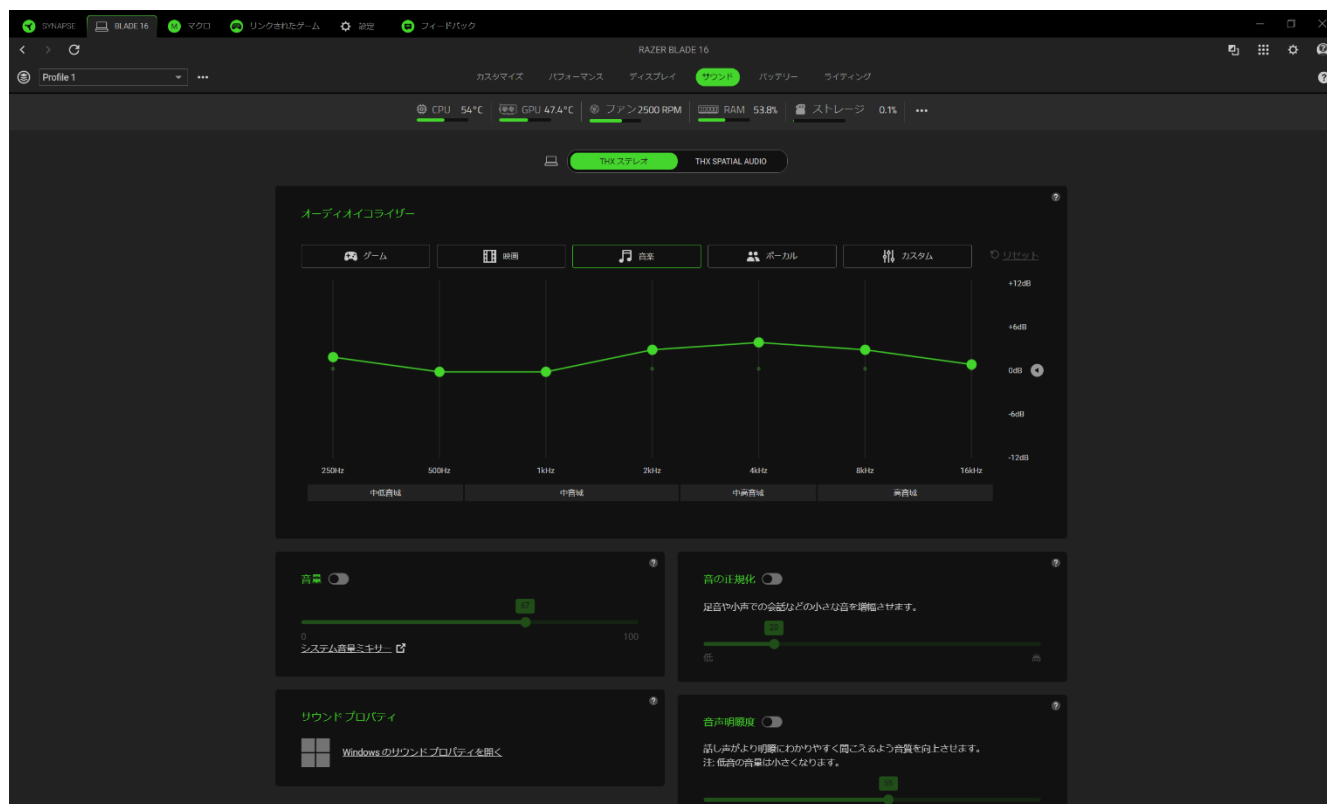 SYNAPSE BLADE 16 マクロ リンクされたゲーム 設定 フィードバック
RAZER BLADE 16
Profile 1 カスタマイズ パフォーマンス ディスプレイ サウンド バッテリー ライティング
CPU 54°C GPU 47.4°C ファン 2500 RPM RAM 53.8% ストレージ 0.1%
THX ステレオ THX SPATIAL AUDIO
オーディオイコライザー
ゲーム 映画 音楽 ボーカル カスタム リセット
+12dB
+6dB
0dB
-6dB
-12dB
250Hz 500Hz 1kHz 2kHz 4kHz 8kHz 16kHz
中低音域 中音域 中高音域 高音域
音量
67
0 100
システム音量ミキサー
音の正規化
足音や小声での会話などの小さな音を増幅させます。
20
低 高
サウンド プロパティ
Windows のサウンド プロパティを開く
音声明瞭度
話し声がより明瞭にわかりやすく聞こえるよう音質を向上させます。
注: 低音の音量は小さくなります。